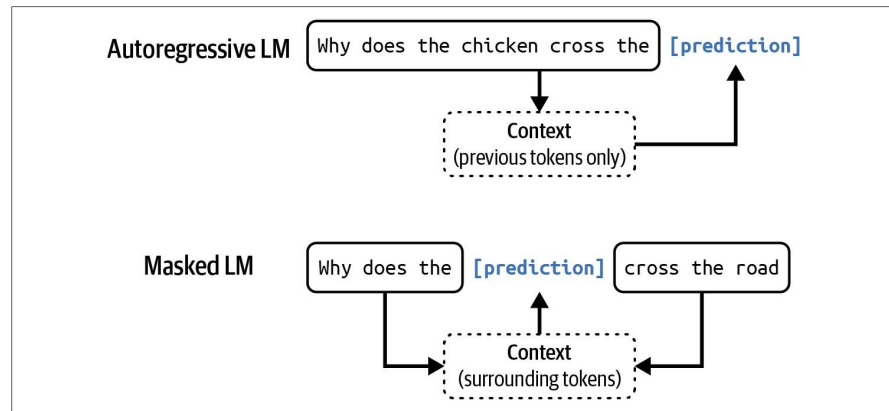 Autoregressive LM Why does the chicken cross the [prediction]
Context
(previous tokens only)
Masked LM Why does the [prediction] cross the road
Context
(surrounding tokens)